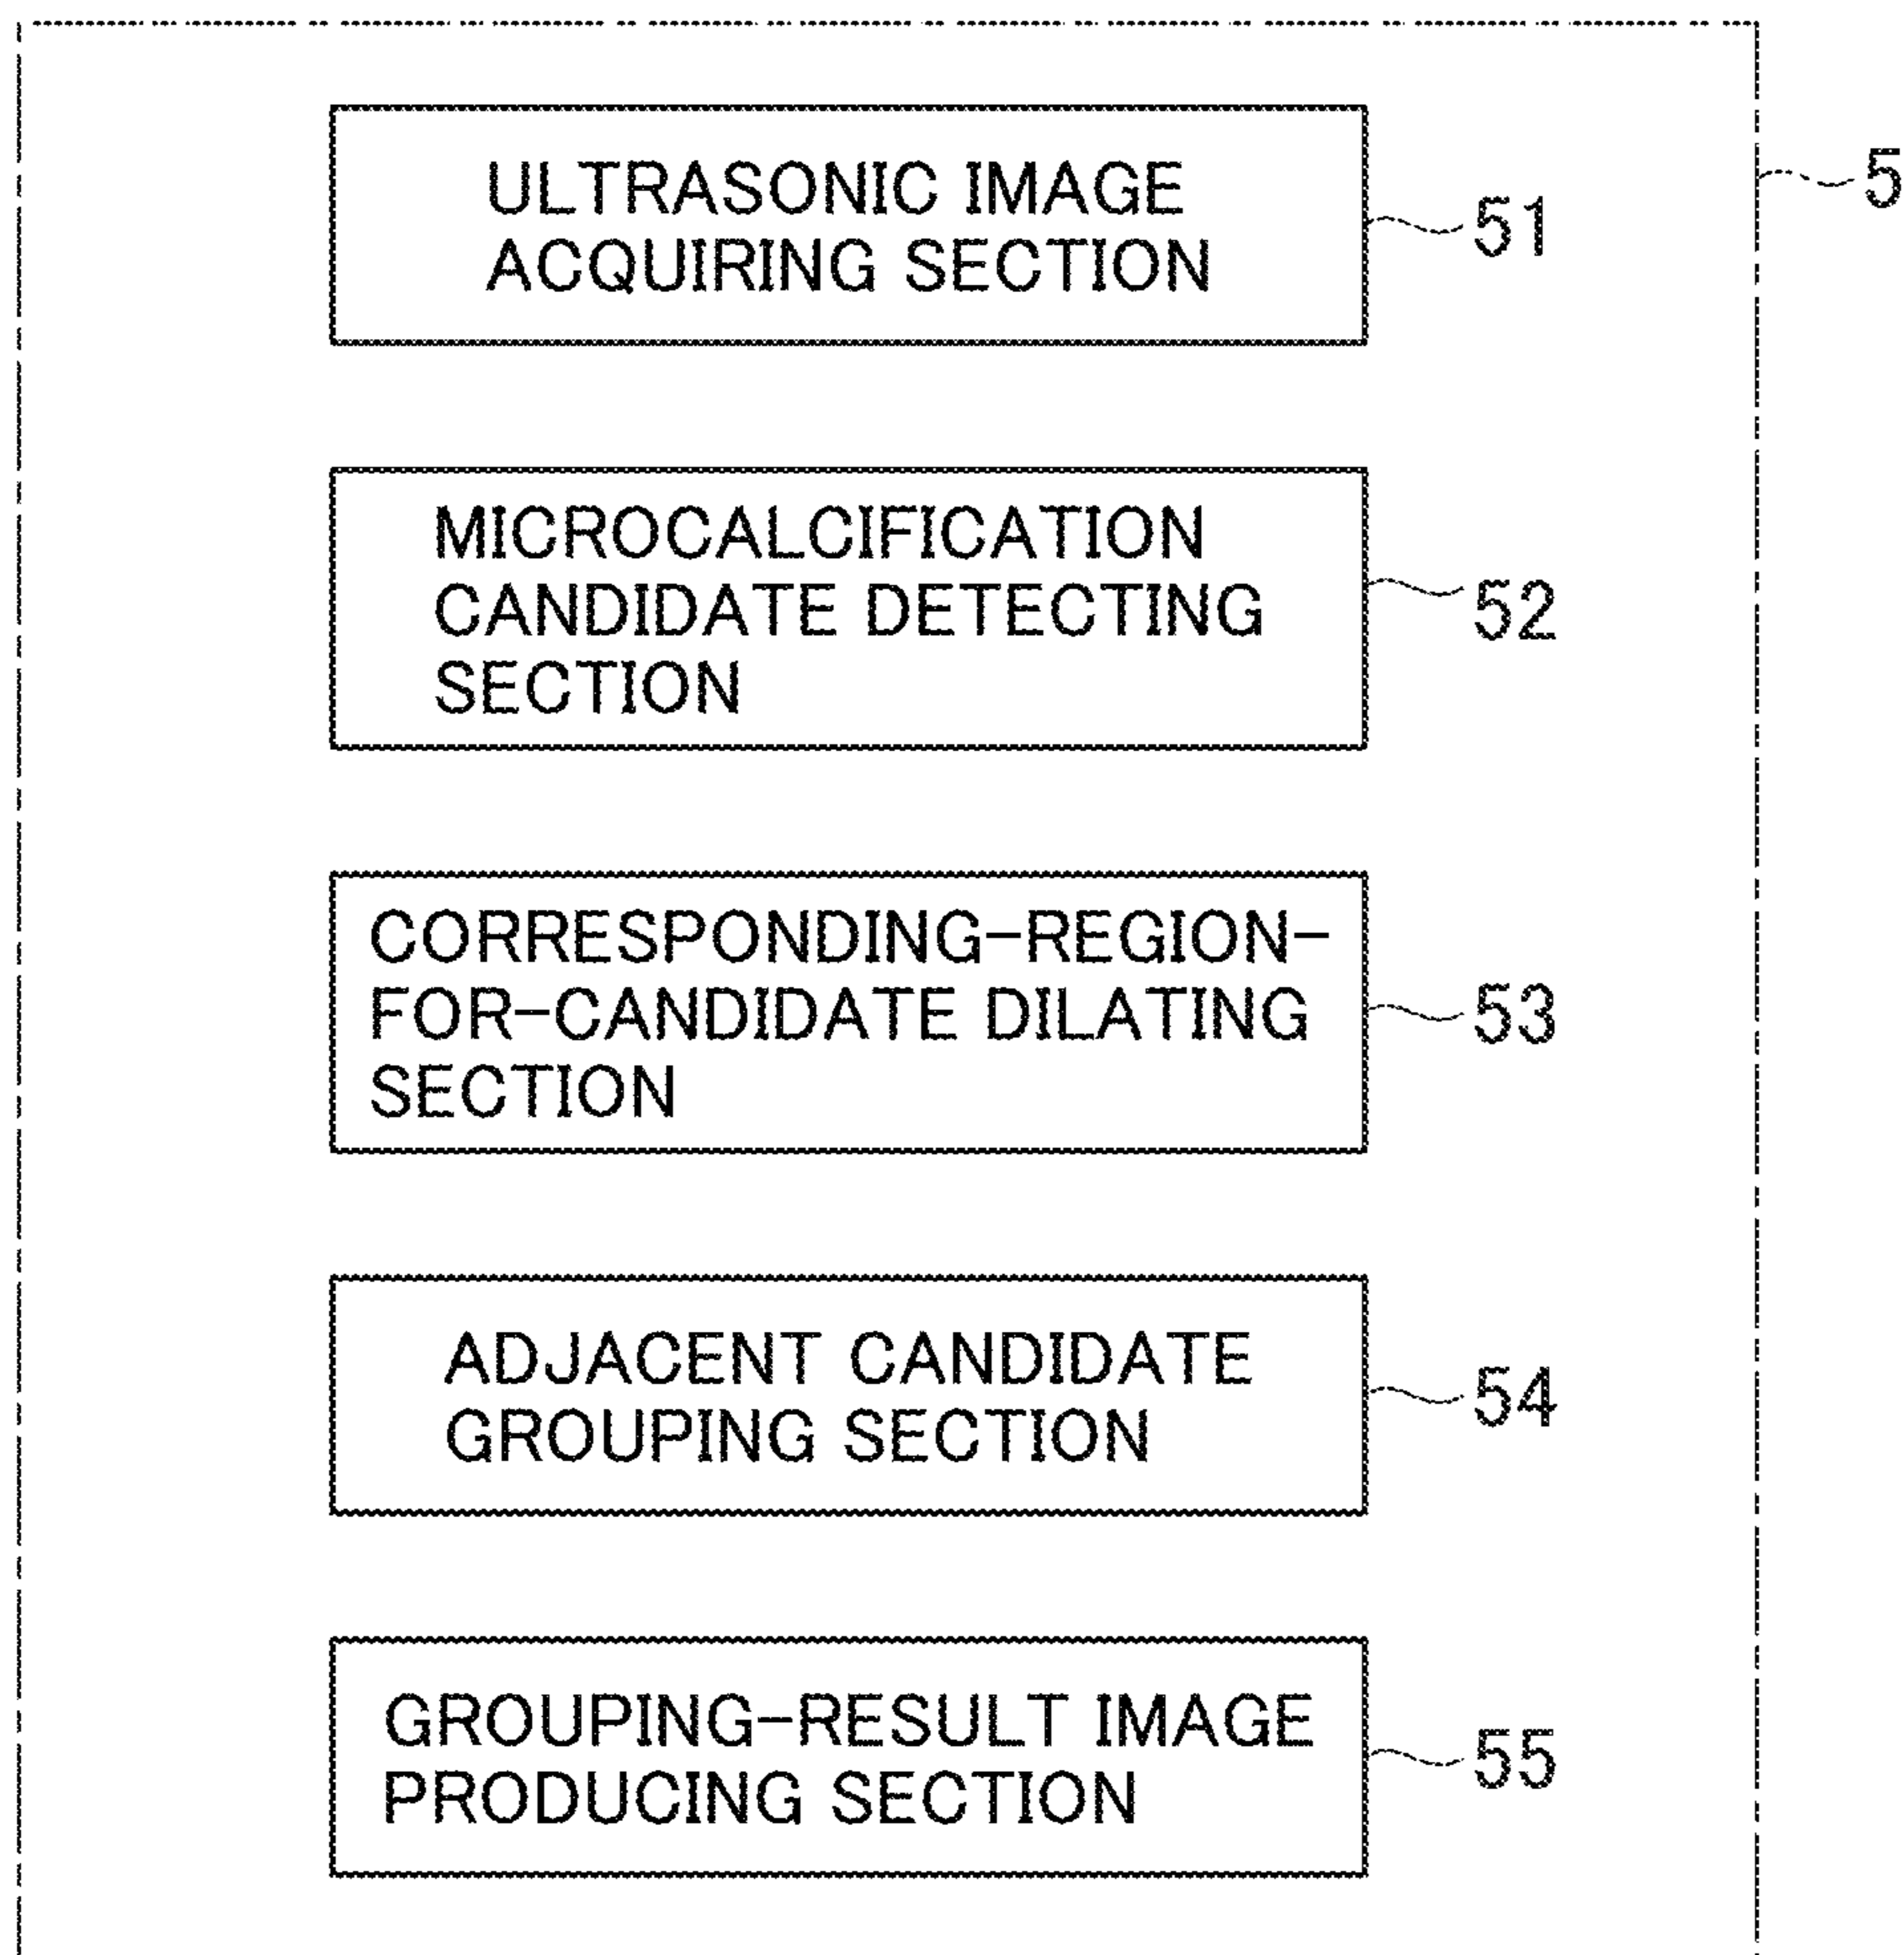 5
ULTRASONIC IMAGE
ACQUIRING SECTION
51
MICROCALCIFICATION
CANDIDATE DETECTING
SECTION
52
CORRESPONDING-REGION-
FOR-CANDIDATE DILATING
SECTION
53
ADJACENT CANDIDATE
GROUPING SECTION
54
GROUPING-RESULT IMAGE
PRODUCING SECTION
55